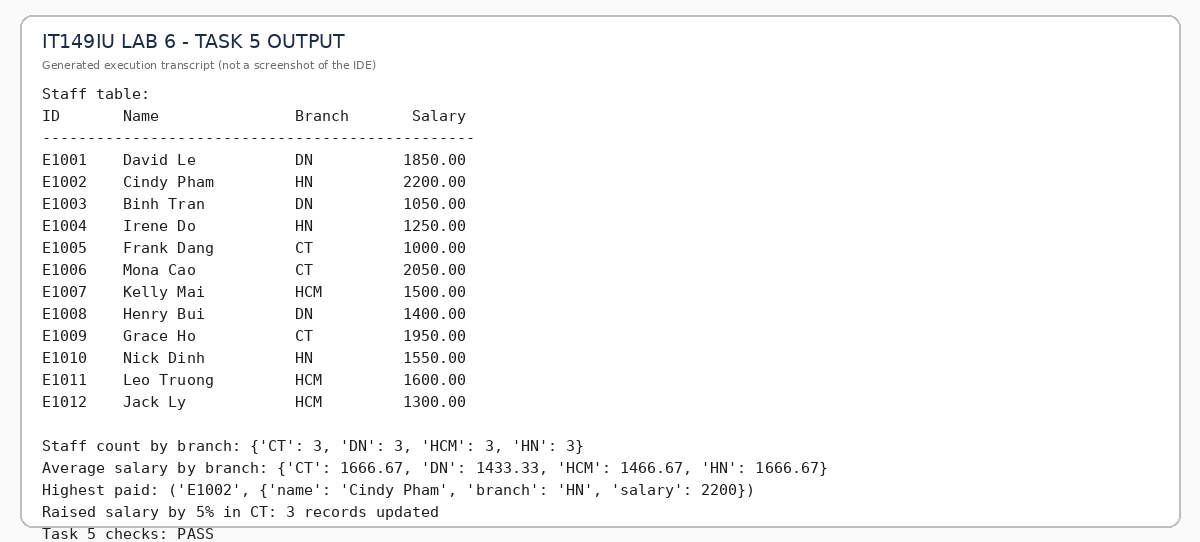 IT149IU LAB 6 - TASK 5 OUTPUT
Generated execution transcript (not a screenshot of the IDE)
Staff table:
ID       Name               Branch       Salary
------------------------------------------------
E1001    David Le           DN          1850.00
E1002    Cindy Pham         HN          2200.00
E1003    Binh Tran          DN          1050.00
E1004    Irene Do           HN          1250.00
E1005    Frank Dang         CT          1000.00
E1006    Mona Cao           CT          2050.00
E1007    Kelly Mai          HCM         1500.00
E1008    Henry Bui          DN          1400.00
E1009    Grace Ho           CT          1950.00
E1010    Nick Dinh          HN          1550.00
E1011    Leo Truong         HCM         1600.00
E1012    Jack Ly            HCM         1300.00
Staff count by branch: {'CT': 3, 'DN': 3, 'HCM': 3, 'HN': 3}
Average salary by branch: {'CT': 1666.67, 'DN': 1433.33, 'HCM': 1466.67, 'HN': 1666.67}
Highest paid: ('E1002', {'name': 'Cindy Pham', 'branch': 'HN', 'salary': 2200})
Raised salary by 5% in CT: 3 records updated
Task 5 checks: PASS